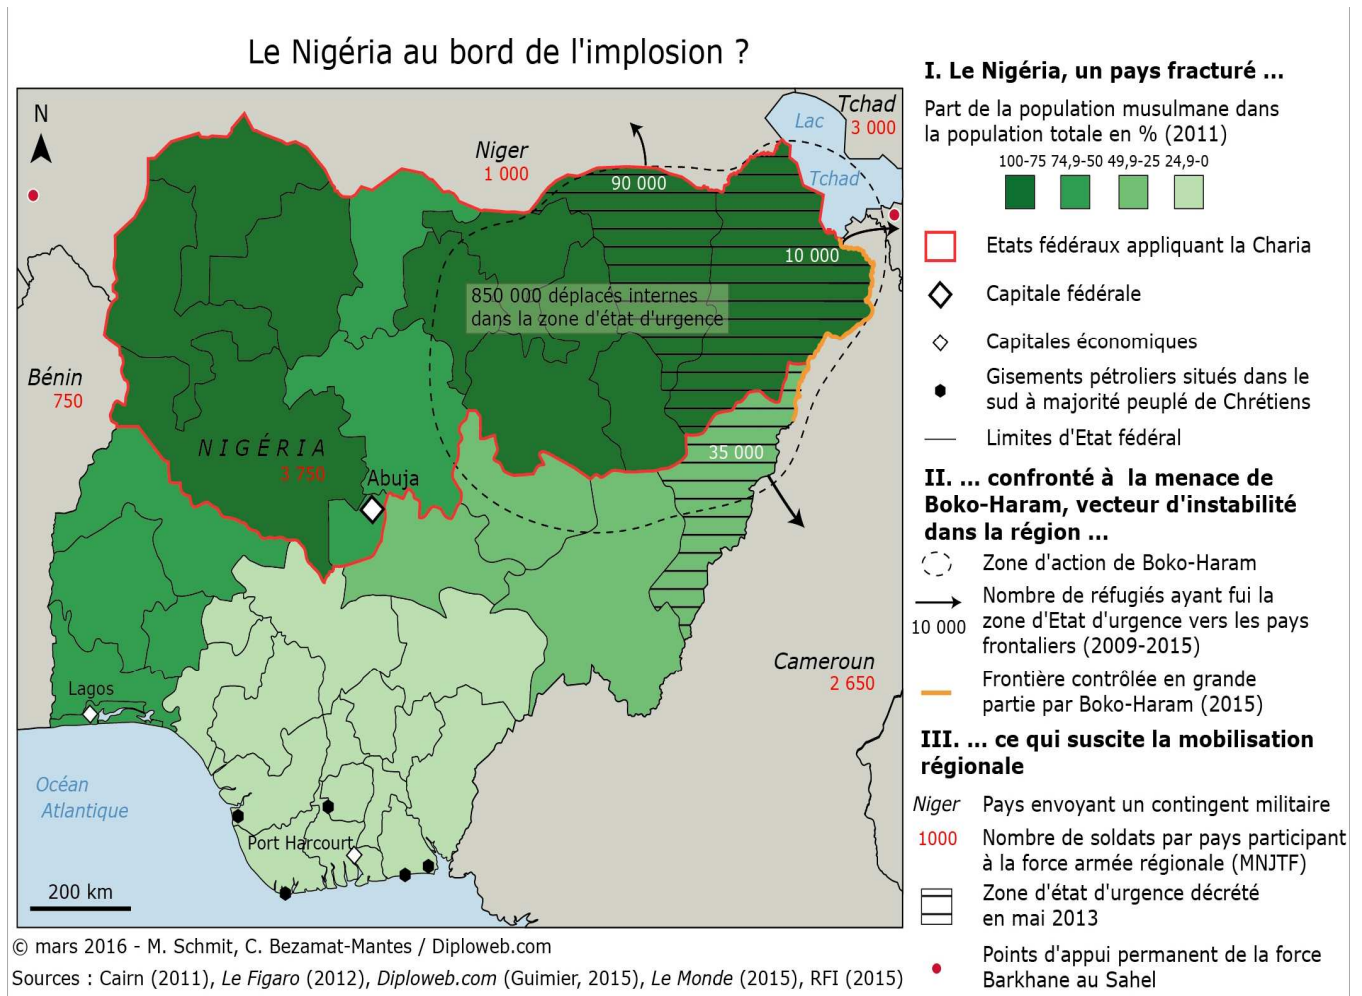 Le Nigéria au bord de l'implosion ?
N
Niger
1 000
Lac
Tchad
Tchad
3 000
90 000
10 000
850 000 déplacés internes
dans la zone d'état d'urgence
Bénin
750
NIGÉRIA
3 750
Abuja
35 000
Cameroun
2 650
Lagos
Océan
Atlantique
Port Harcourt
200 km
I. Le Nigéria, un pays fracturé ...
Part de la population musulmane dans
la population totale en % (2011)
100-75 74,9-50 49,9-25 24,9-0
Etats fédéraux appliquant la Charia
Capitale fédérale
Capitales économiques
Gisements pétroliers situés dans le
sud à majorité peuplé de Chrétiens
Limites d'Etat fédéral
II. ... confronté à la menace de
Boko-Haram, vecteur d'instabilité
dans la région ...
Zone d'action de Boko-Haram
Nombre de réfugiés ayant fui la
zone d'Etat d'urgence vers les pays
frontaliers (2009-2015)
10 000
Frontière contrôlée en grande
partie par Boko-Haram (2015)
III. ... ce qui suscite la mobilisation
régionale
Niger Pays envoyant un contingent militaire
1000 Nombre de soldats par pays participant
à la force armée régionale (MNJTF)
Zone d'état d'urgence décrété
en mai 2013
Points d'appui permanent de la force
Barkhane au Sahel
© mars 2016 - M. Schmit, C. Bezamat-Mantes / Diploweb.com
Sources : Cairn (2011), Le Figaro (2012), Diploweb.com (Guimier, 2015), Le Monde (2015), RFI (2015)